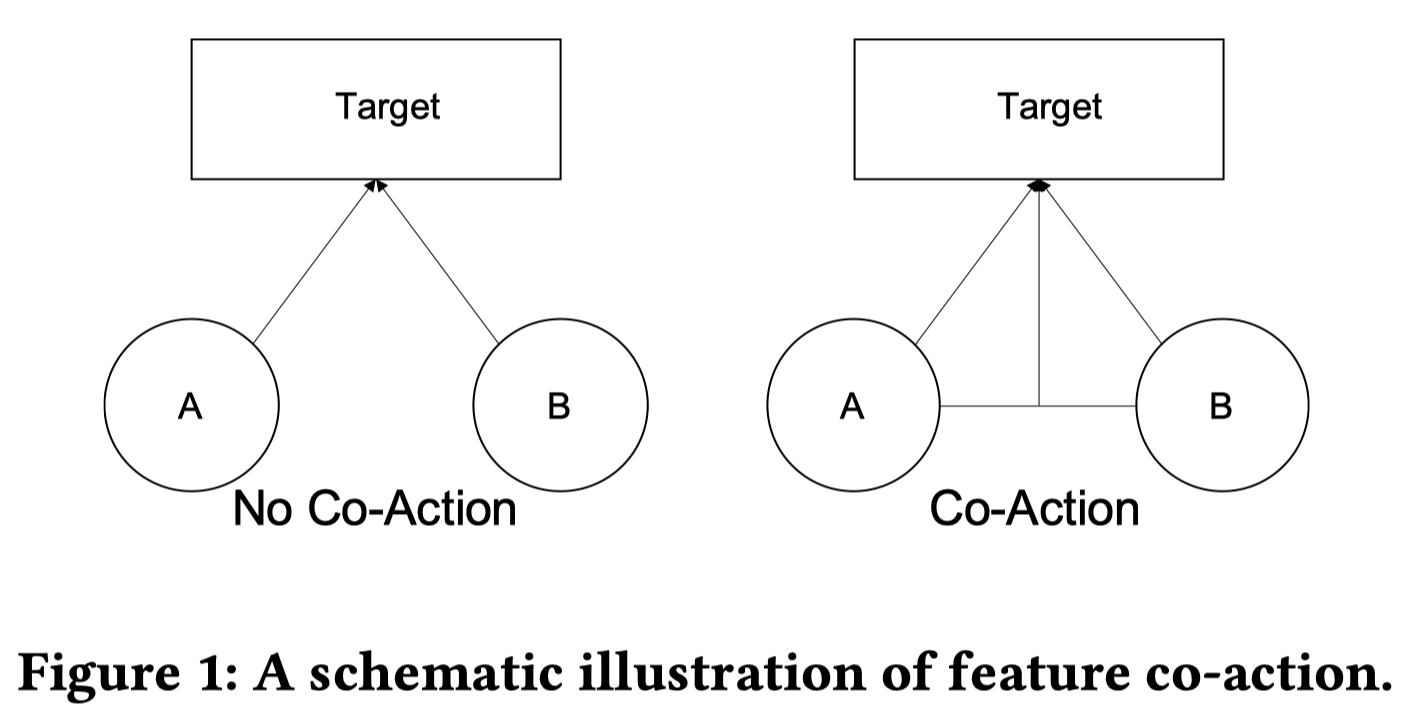 Target
Target
A
B
A
B
No Co-Action
Co-Action
Figure 1: A schematic illustration of feature co-action.